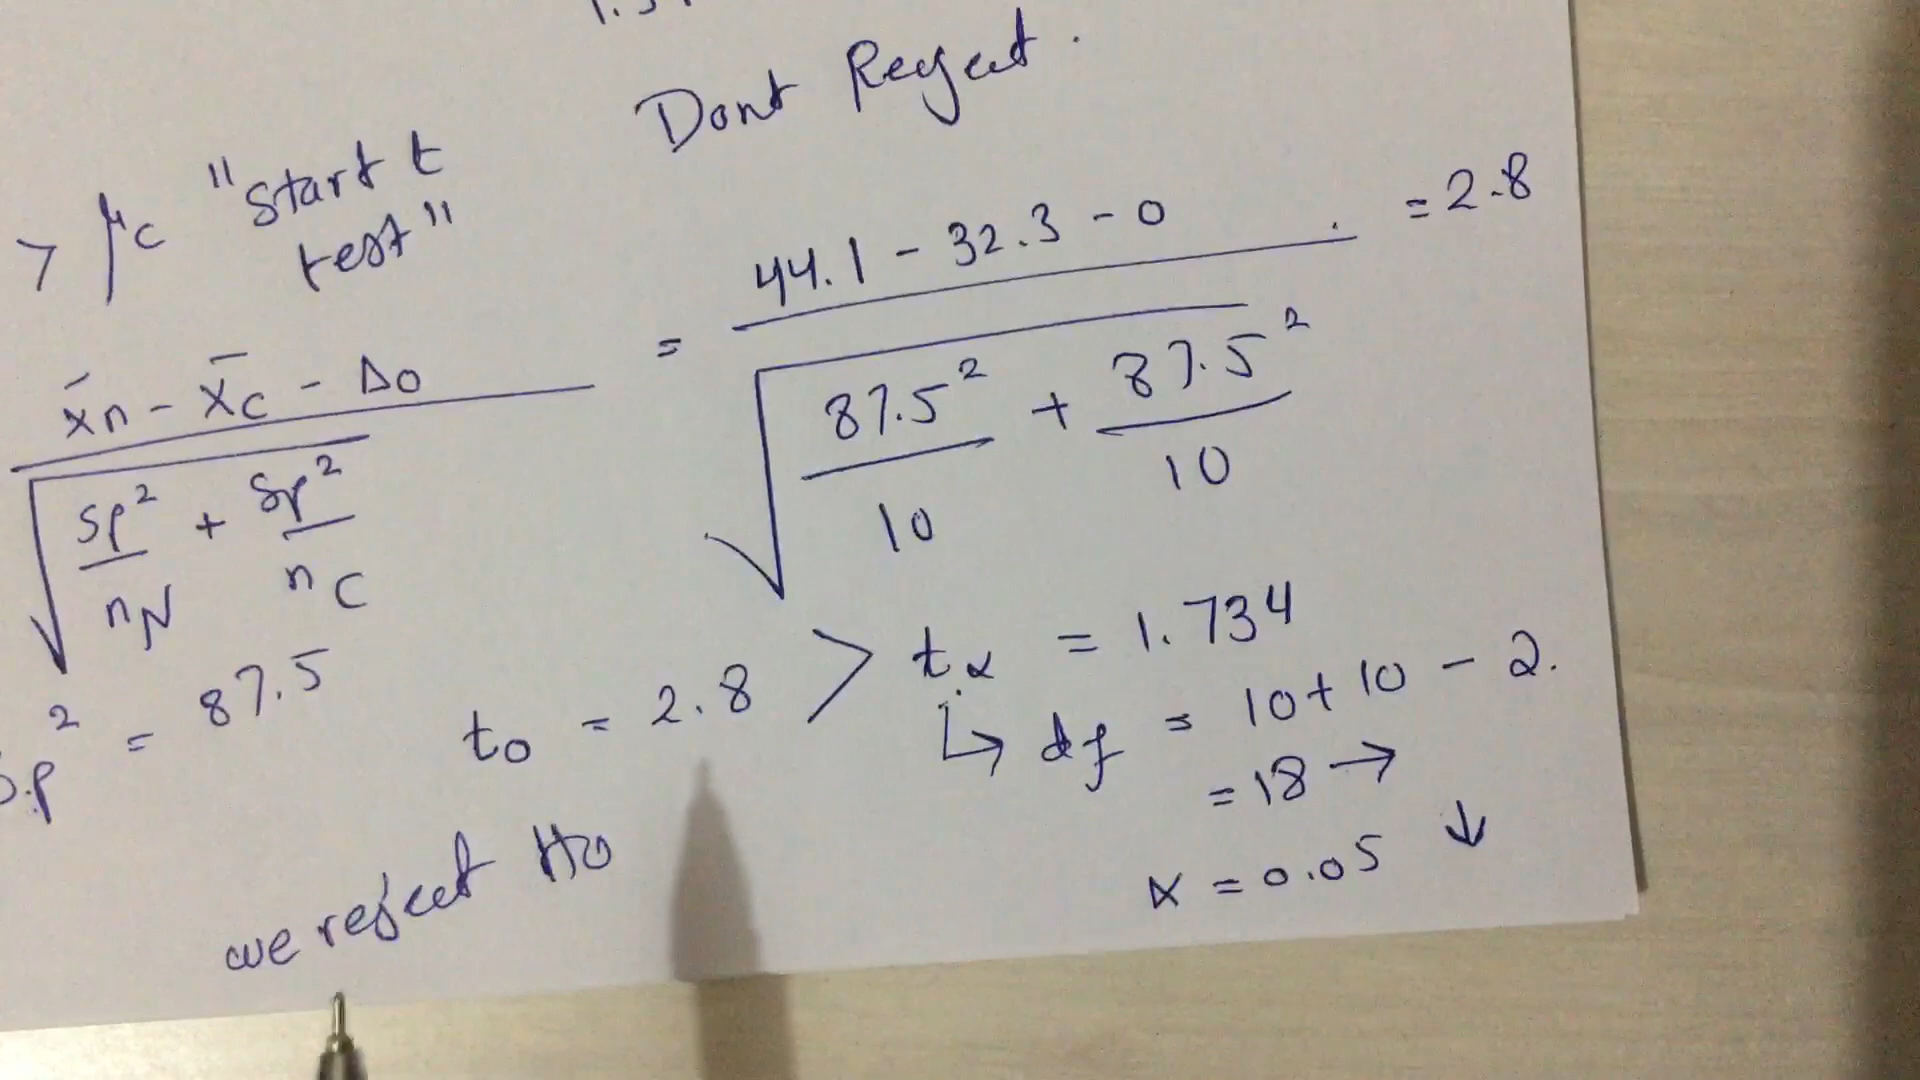 Dont Reject.
> μc "start t
test"
x̄n - x̄c - Δo
√ Sp² / nN + Sp² / nC
= 44.1 - 32.3 - 0 = 2.8
√ 87.5² / 10 + 87.5² / 10
Sp² = 87.5
to = 2.8 > tα = 1.734
↳ df = 10+10 - 2.
= 18 →
α = 0.05 ↓
we reject Ho